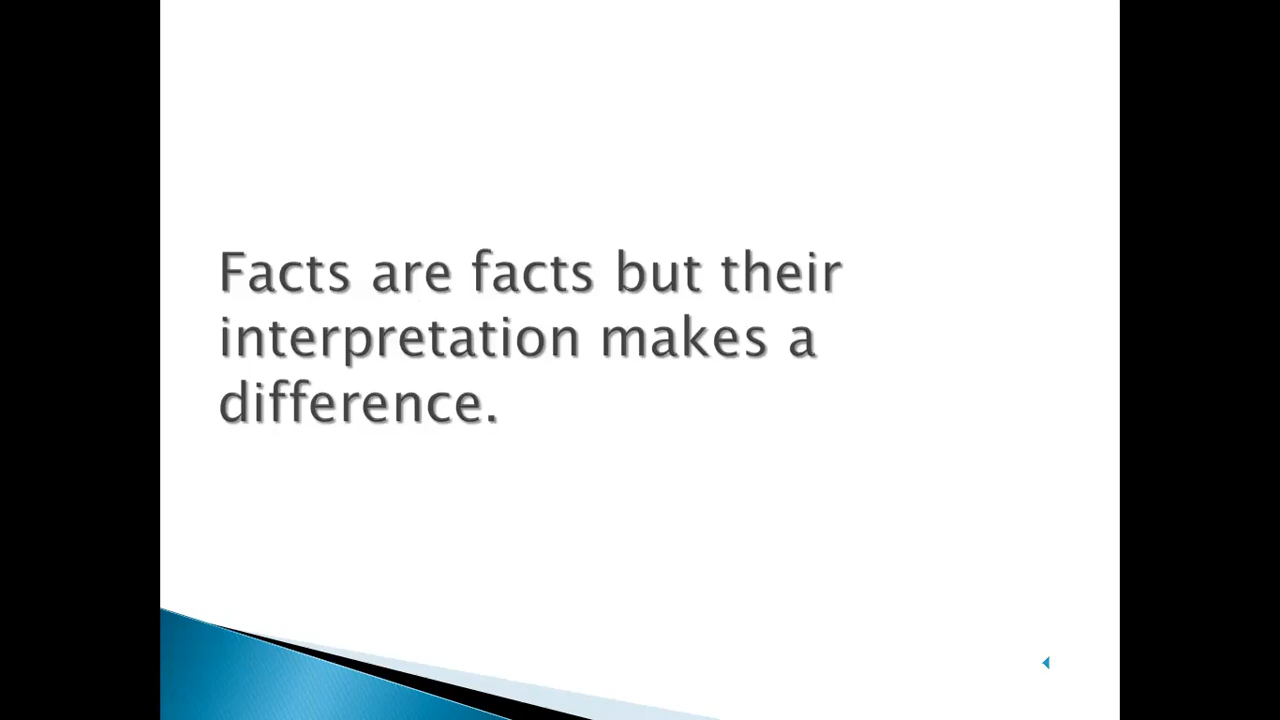 Facts are facts but their
interpretation makes a
difference.